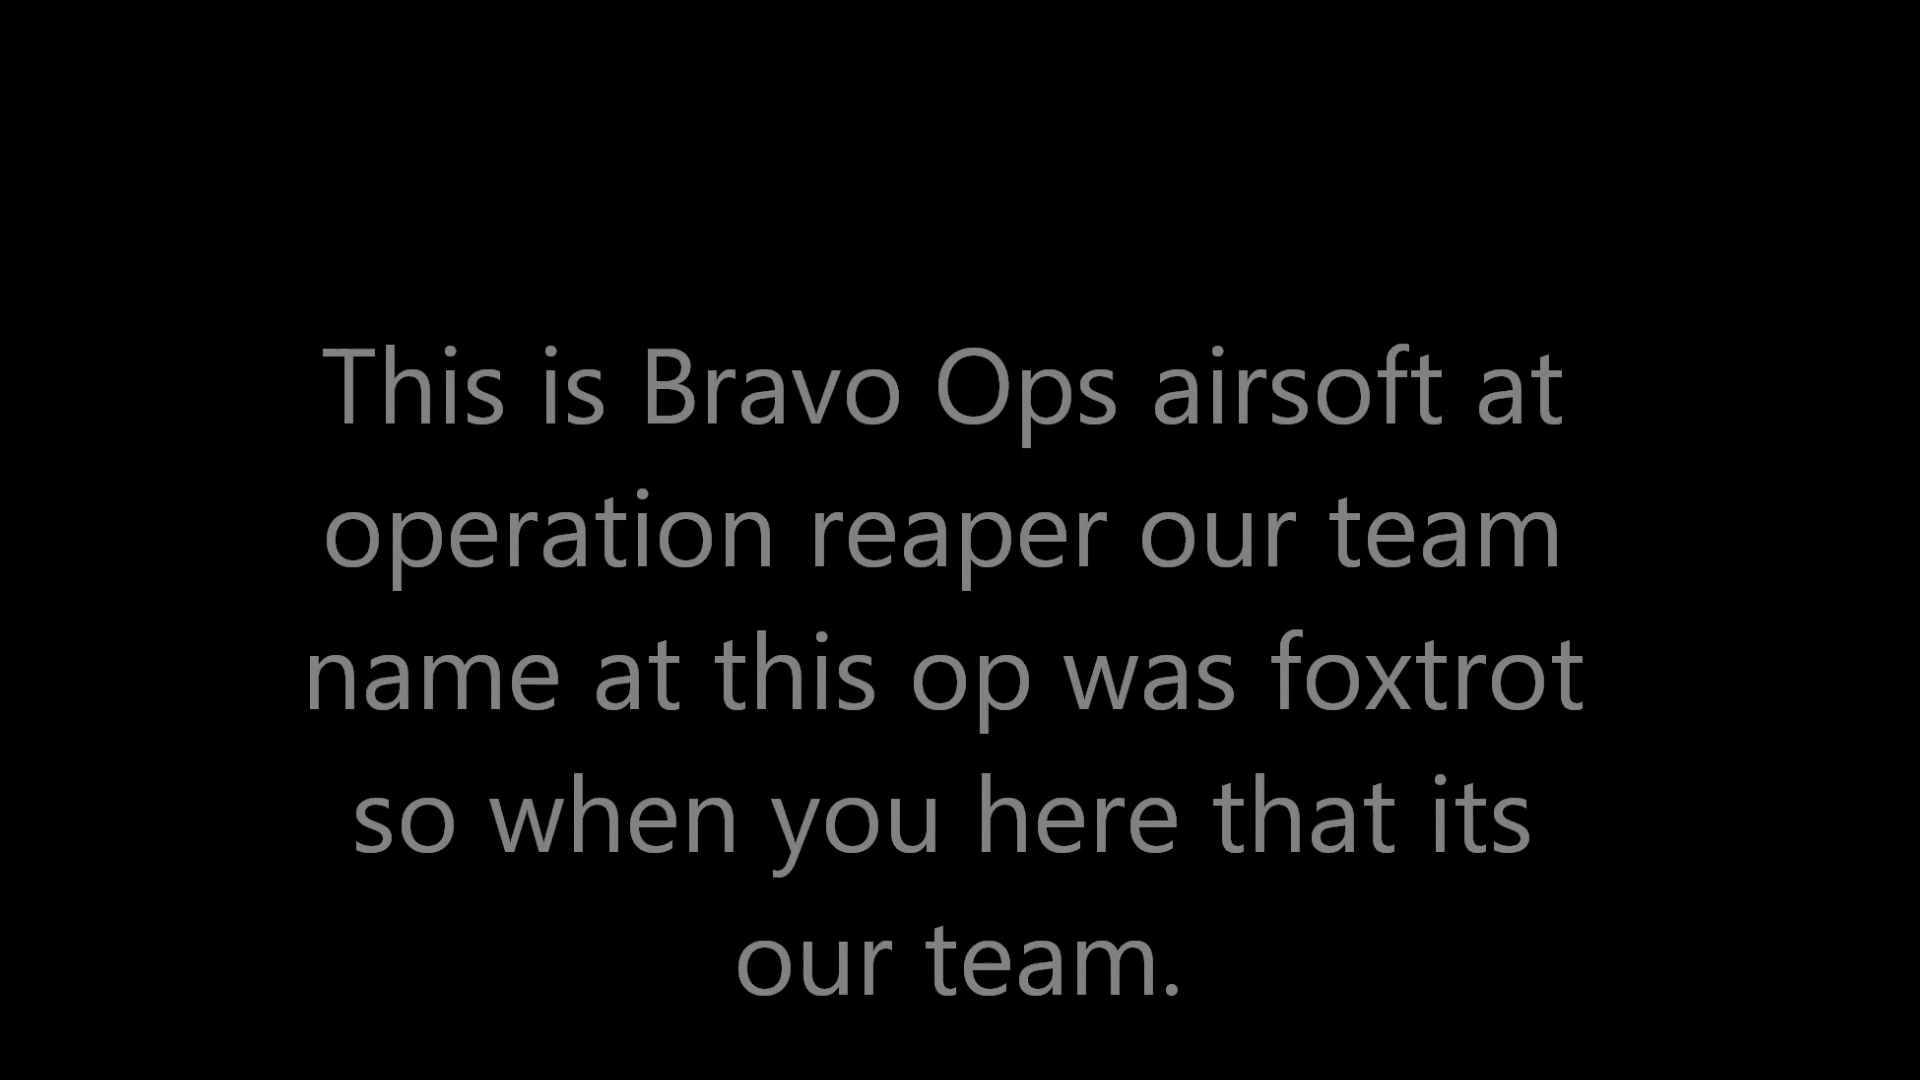 This is Bravo Ops airsoft at
operation reaper our team
name at this op was foxtrot
so when you here that its
our team.